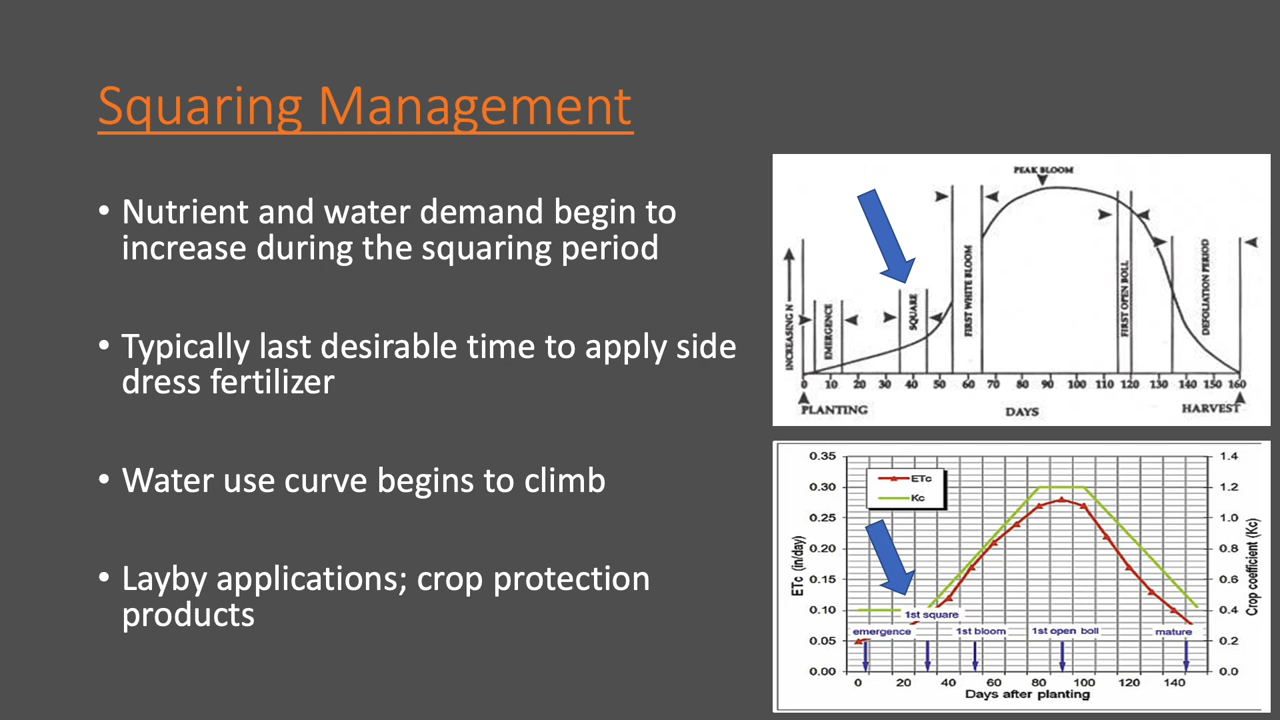 Squaring Management
• Nutrient and water demand begin to
increase during the squaring period
• Typically last desirable time to apply side
dress fertilizer
• Water use curve begins to climb
• Layby applications; crop protection
products
PEAK BLOOM
INCREASING N
EMERGENCE
SQUARE
FIRST WHITE BLOOM
FIRST OPEN BOLL
DEFOLIATION PERIOD
0 10 20 30 40 50 60 70 80 90 100 110 120 130 140 150 160
PLANTING DAYS HARVEST
0.35 1.4
0.30 1.2
0.25 1.0
0.20 0.8
0.15 0.6
0.10 0.4
0.05 0.2
0.00 0.0
ETc
Kc
ETc (in/day)
Crop coefficient (Kc)
1st square
emergence 1st bloom 1st open boll mature
0 20 40 60 80 100 120 140
Days after planting